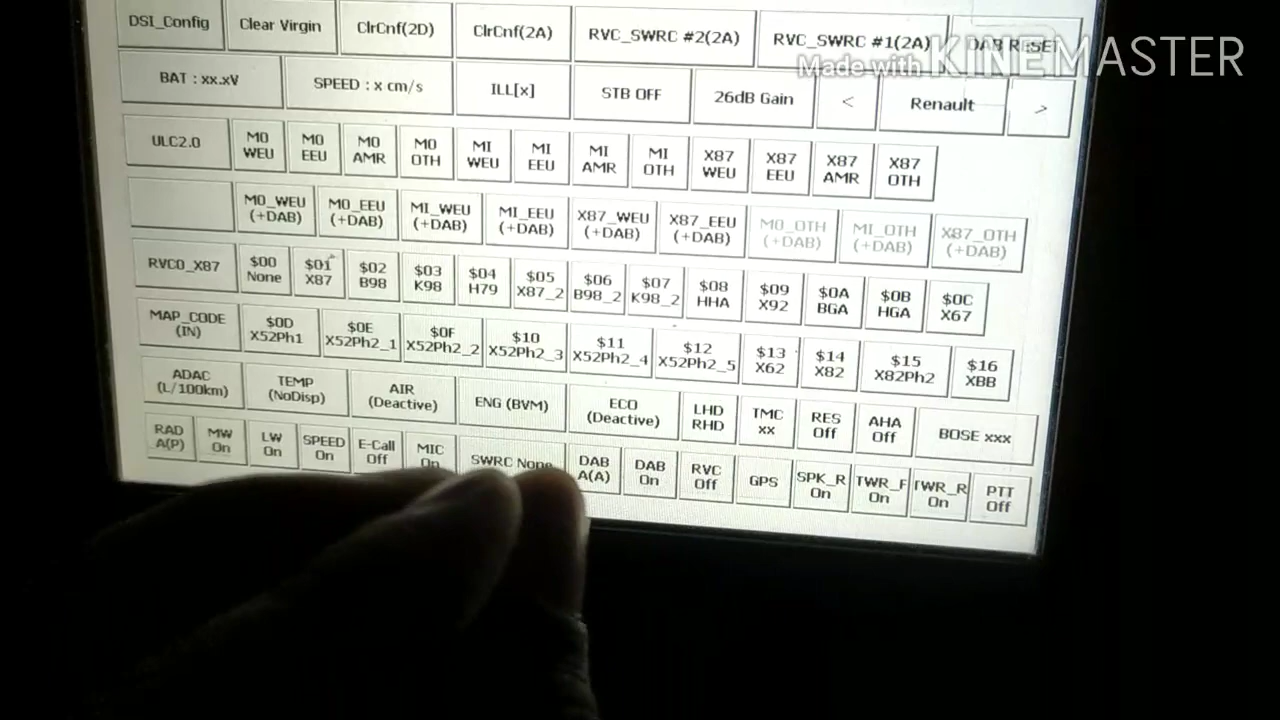 DSI_Config Clear Virgin ClrCnf(2D) ClrCnf(2A) RVC_SWRC #2(2A) RVC_SWRC #1(2A) DAB RESET
Made with KINEMASTER
BAT : xx.xV SPEED : x cm/s ILL[x] STB OFF 26dB Gain < Renault >
ULC2.0 M0 WEU M0 EEU M0 AMR M0 OTH MI WEU MI EEU MI AMR MI OTH X87 WEU X87 EEU X87 AMR X87 OTH
M0_WEU (+DAB) M0_EEU (+DAB) MI_WEU (+DAB) MI_EEU (+DAB) X87_WEU (+DAB) X87_EEU (+DAB) M0_OTH (+DAB) MI_OTH (+DAB) X87_OTH (+DAB)
RVC0_X87 $00 None $01 X87 $02 B98 $03 K98 $04 H79 $05 X87_2 $06 B98_2 $07 K98_2 $08 HHA $09 X92 $0A BGA $0B HGA $0C X67
MAP_CODE (IN) $0D X52Ph1 $0E X52Ph2_1 $0F X52Ph2_2 $10 X52Ph2_3 $11 X52Ph2_4 $12 X52Ph2_5 $13 X62 $14 X82 $15 X82Ph2 $16 XBB
ADAC (L/100km) TEMP (NoDisp) AIR (Deactive) ENG (BVM) ECO (Deactive) LHD RHD TMC xx RES Off AHA Off BOSE xxx
RAD A(P) MW On LW On SPEED On E-Call Off MIC On SWRC None DAB A(A) DAB On RVC Off GPS SPK_R On TWR_F On TWR_R On PTT Off